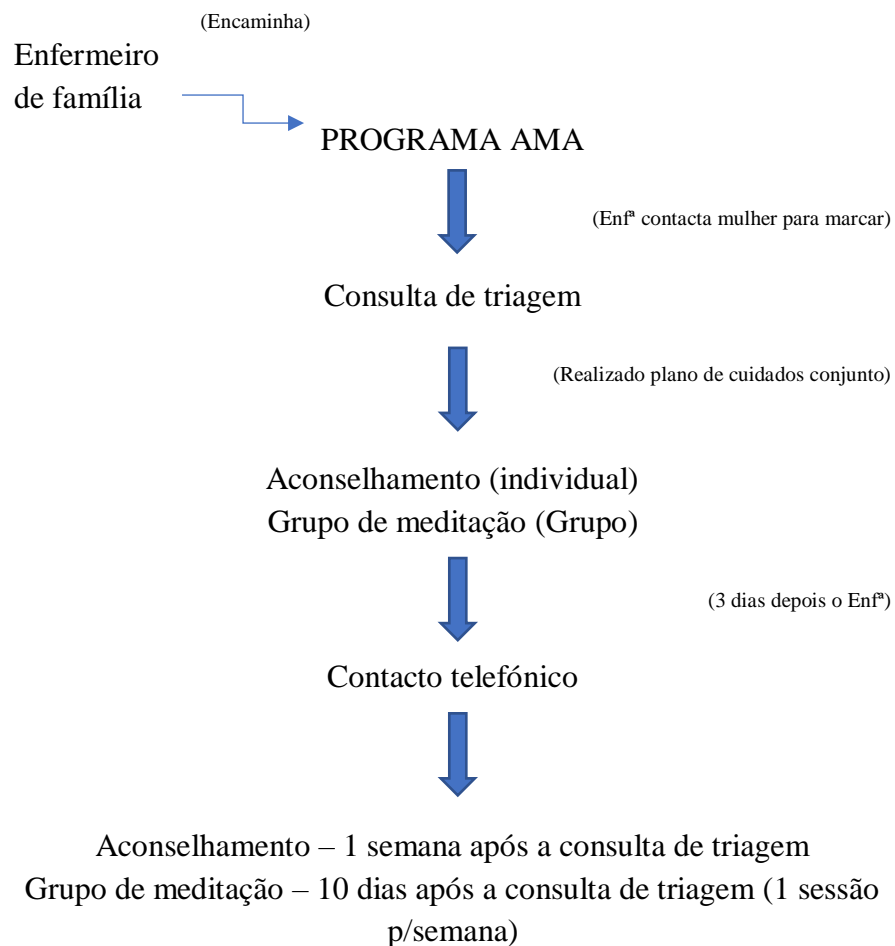 (Encaminha)
Enfermeiro
de família
PROGRAMA AMA
(Enfª contacta mulher para marcar)
Consulta de triagem
(Realizado plano de cuidados conjunto)
Aconselhamento (individual)
Grupo de meditação (Grupo)
(3 dias depois o Enfª)
Contacto telefónico
Aconselhamento – 1 semana após a consulta de triagem
Grupo de meditação – 10 dias após a consulta de triagem (1 sessão
p/semana)